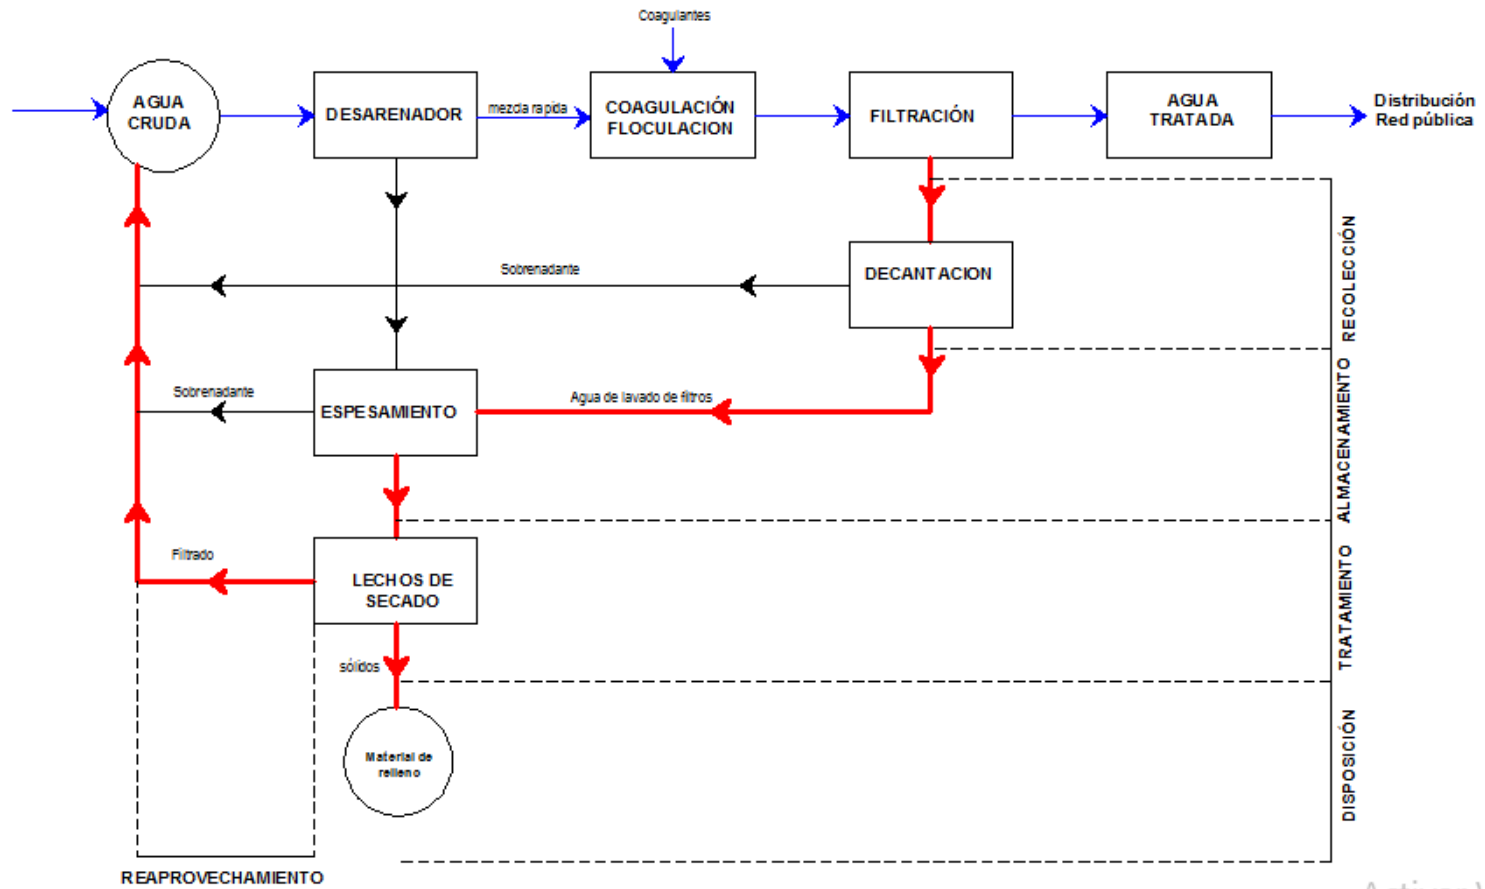 Coagulantes
AGUA
CRUDA
DESARENADOR
mezcla rapida
COAGULACIÓN
FLOCULACION
FILTRACIÓN
AGUA
TRATADA
Distribución
Red pública
RECOLECCIÓN
DECANTACION
Sobrenadante
ALMACENAMIENTO
Sobrenadante
ESPESAMIENTO
Agua de lavado de filtros
TRATAMIENTO
Filtrado
LECHOS DE
SECADO
sólidos
DISPOSICIÓN
Material de
relleno
REAPROVECHAMIENTO